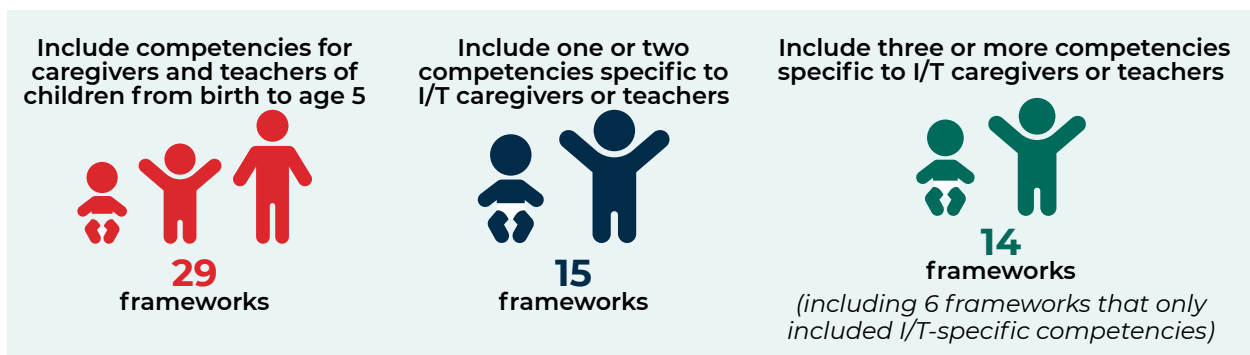 Include competencies for
caregivers and teachers of
children from birth to age 5
29
frameworks
Include one or two
competencies specific to
I/T caregivers or teachers
15
frameworks
Include three or more competencies
specific to I/T caregivers or teachers
14
frameworks
(including 6 frameworks that only
included I/T-specific competencies)